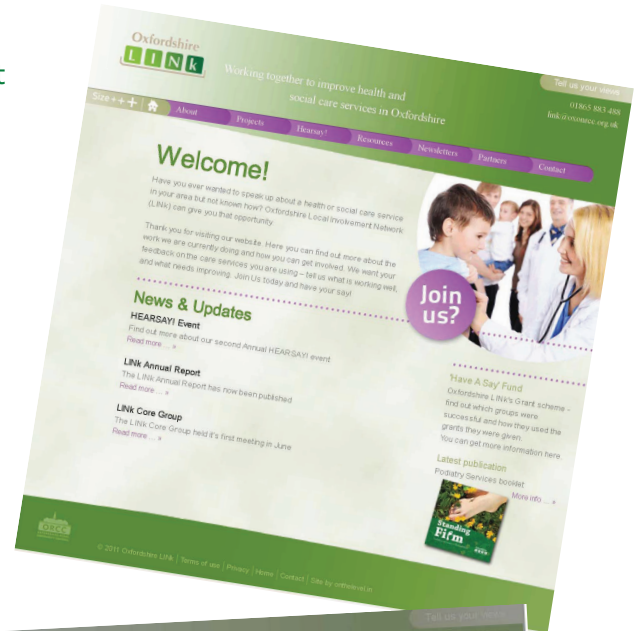 t
Oxfordshire
LINk
Working together to improve health and
social care services in Oxfordshire
Tell us your views
01865 883 488
link@oxonrcc.org.uk
Size + + +
About
Projects
Hearsay!
Resources
Newsletters
Partners
Contact
Welcome!
Have you ever wanted to speak up about a health or social care service
in your area but not known how? Oxfordshire Local Involvement Network
(LINk) can give you that opportunity.
Thank you for visiting our website. Here you can find out more about the
work we are currently doing and how you can get involved. We want your
feedback on the care services you are using – tell us what is working well,
and what needs improving. Join Us today and have your say!
Join
us?
News & Updates
HEARSAY! Event
Find out more about our second Annual HEARSAY! event
Read more ... »
LINk Annual Report
The LINk Annual Report has now been published
Read more ... »
LINk Core Group
The LINk Core Group held it's first meeting in June
Read more ... »
'Have A Say' Fund
Oxfordshire LINk's Grant scheme -
find out which groups were
successful and how they used the
grants they were given.
You can get more information here.
Latest publication
Podiatry Services booklet
More info ... »
Standing
Firm
ORCC
© 2011 Oxfordshire LINk | Terms of use | Privacy | Home | Contact | Site by onthelevel.in
Tell us your views